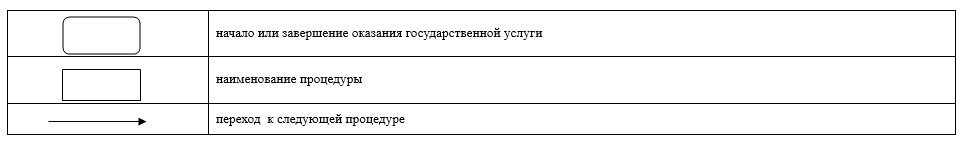 начало или завершение оказания государственной услуги
наименование процедуры
переход к следующей процедуре